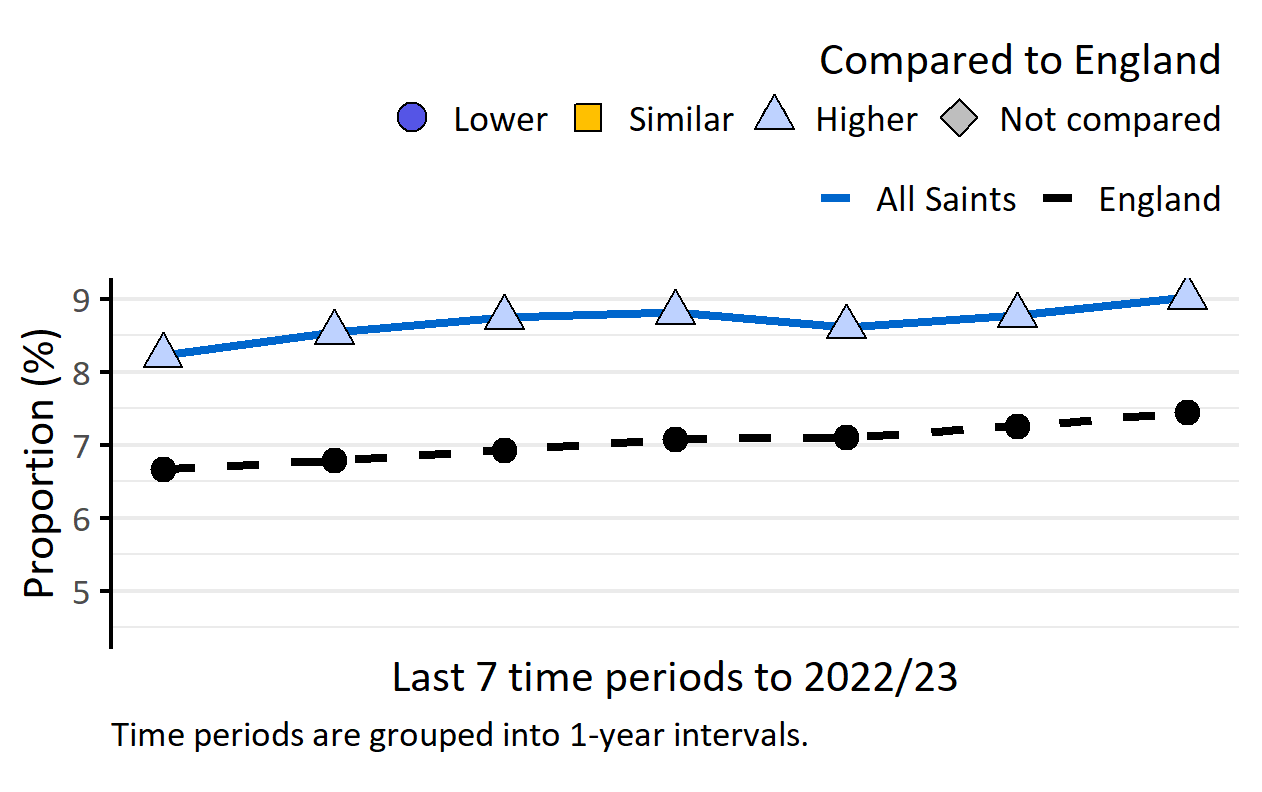 Compared to England
Lower Similar Higher Not compared
All Saints England
Proportion (%)
9
8
7
6
5
Last 7 time periods to 2022/23
Time periods are grouped into 1-year intervals.